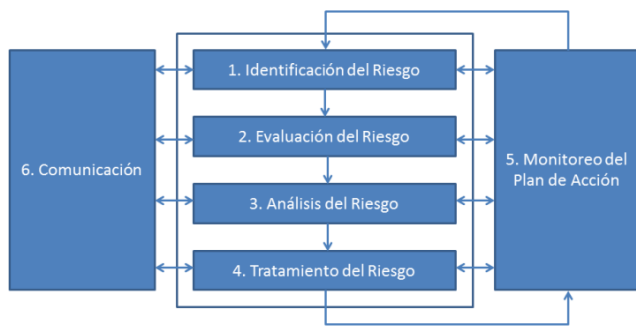 1. Identificación del Riesgo
2. Evaluación del Riesgo
3. Análisis del Riesgo
4. Tratamiento del Riesgo
5. Monitoreo del
Plan de Acción
6. Comunicación